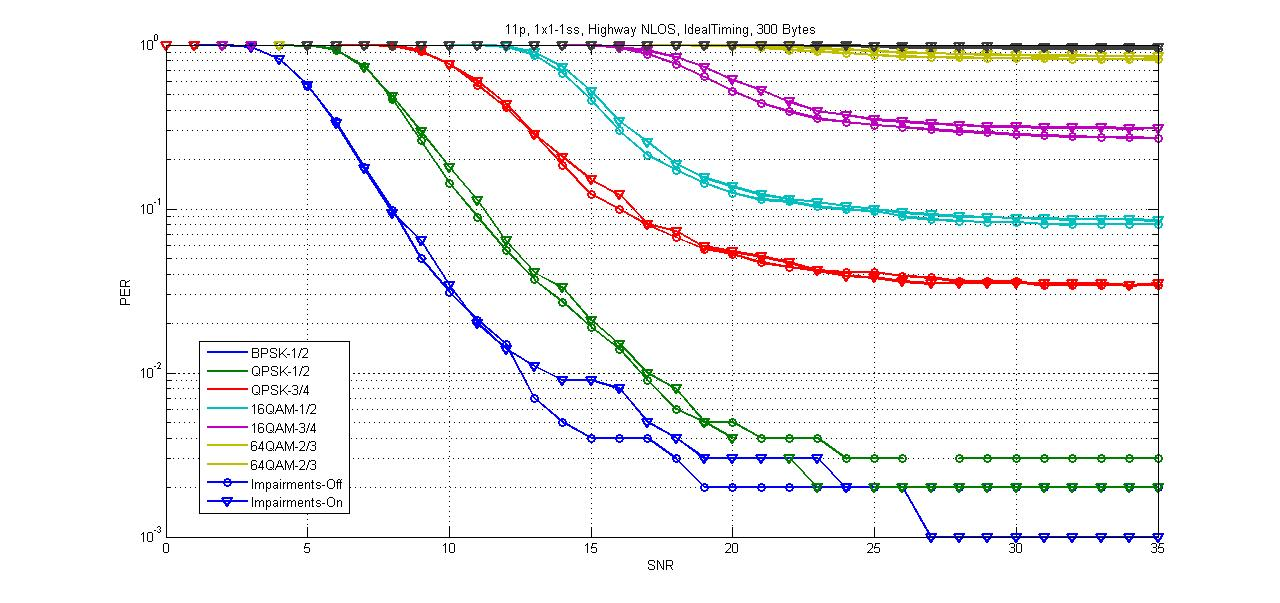 11p, 1x1-1ss, Highway NLOS, IdealTiming, 300 Bytes
10^0
10^-1
10^-2
10^-3
PER
BPSK-1/2
QPSK-1/2
QPSK-3/4
16QAM-1/2
16QAM-3/4
64QAM-2/3
64QAM-2/3
Impairments-Off
Impairments-On
0 5 10 15 20 25 30 35
SNR